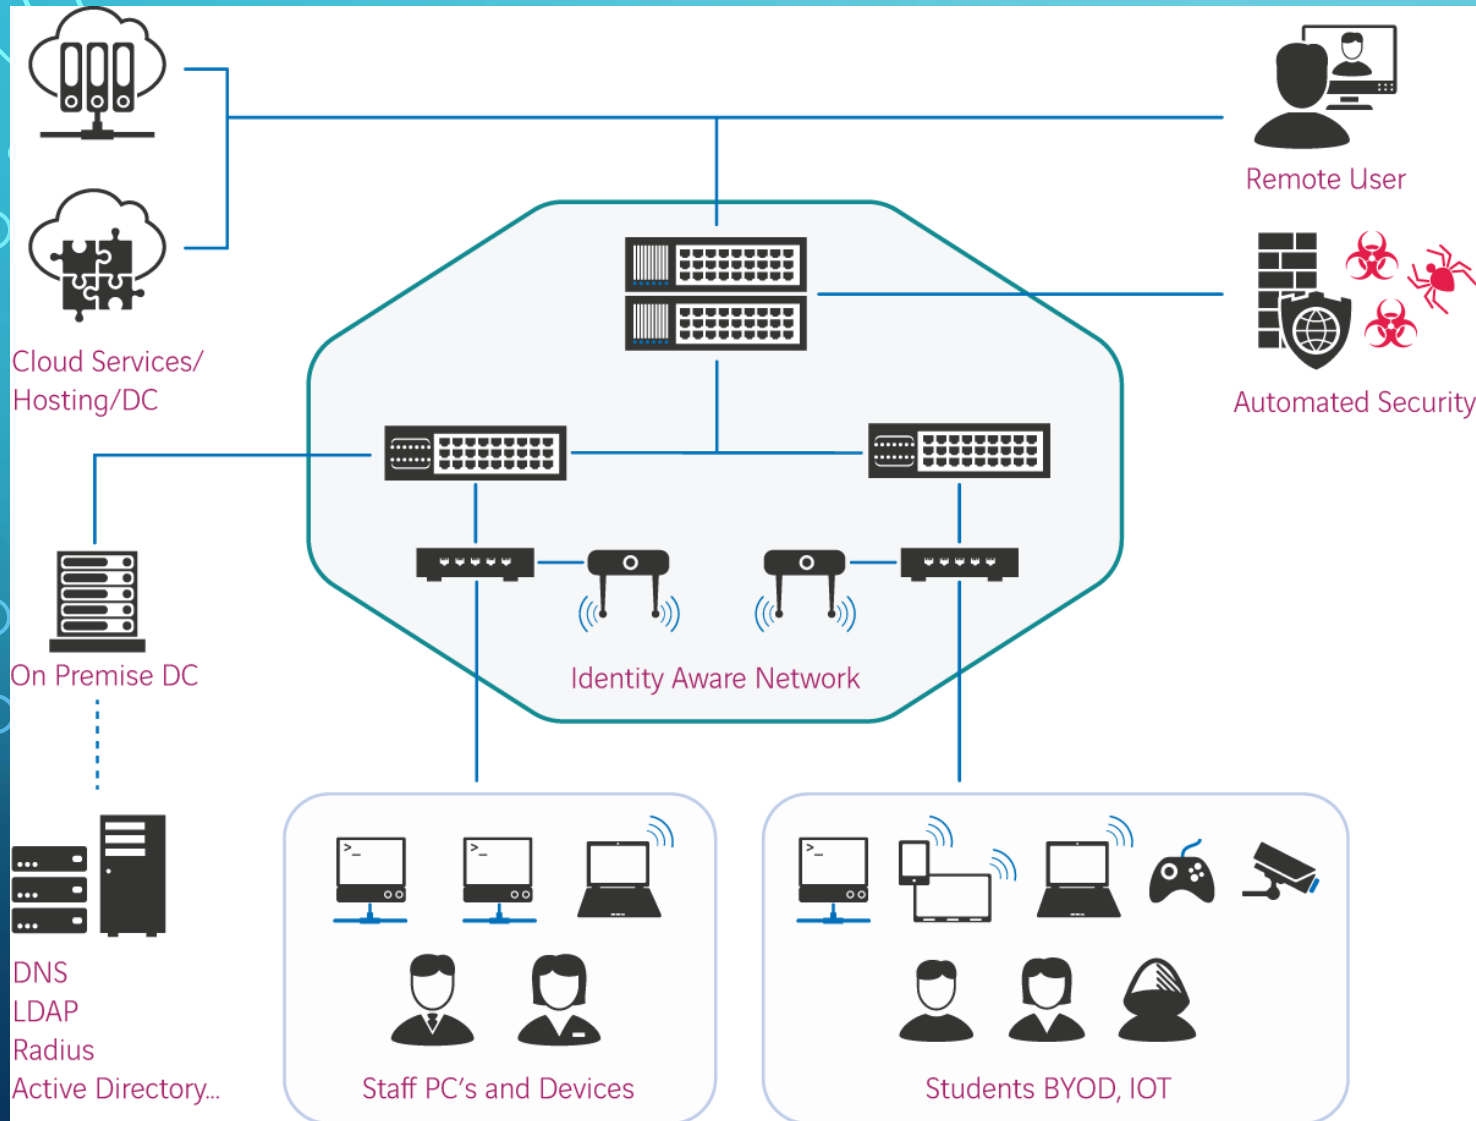 Remote User
Cloud Services/
Hosting/DC
Automated Security
On Premise DC
Identity Aware Network
>_
>_
>_
DNS
LDAP
Radius
Active Directory...
Staff PC's and Devices
Students BYOD, IOT